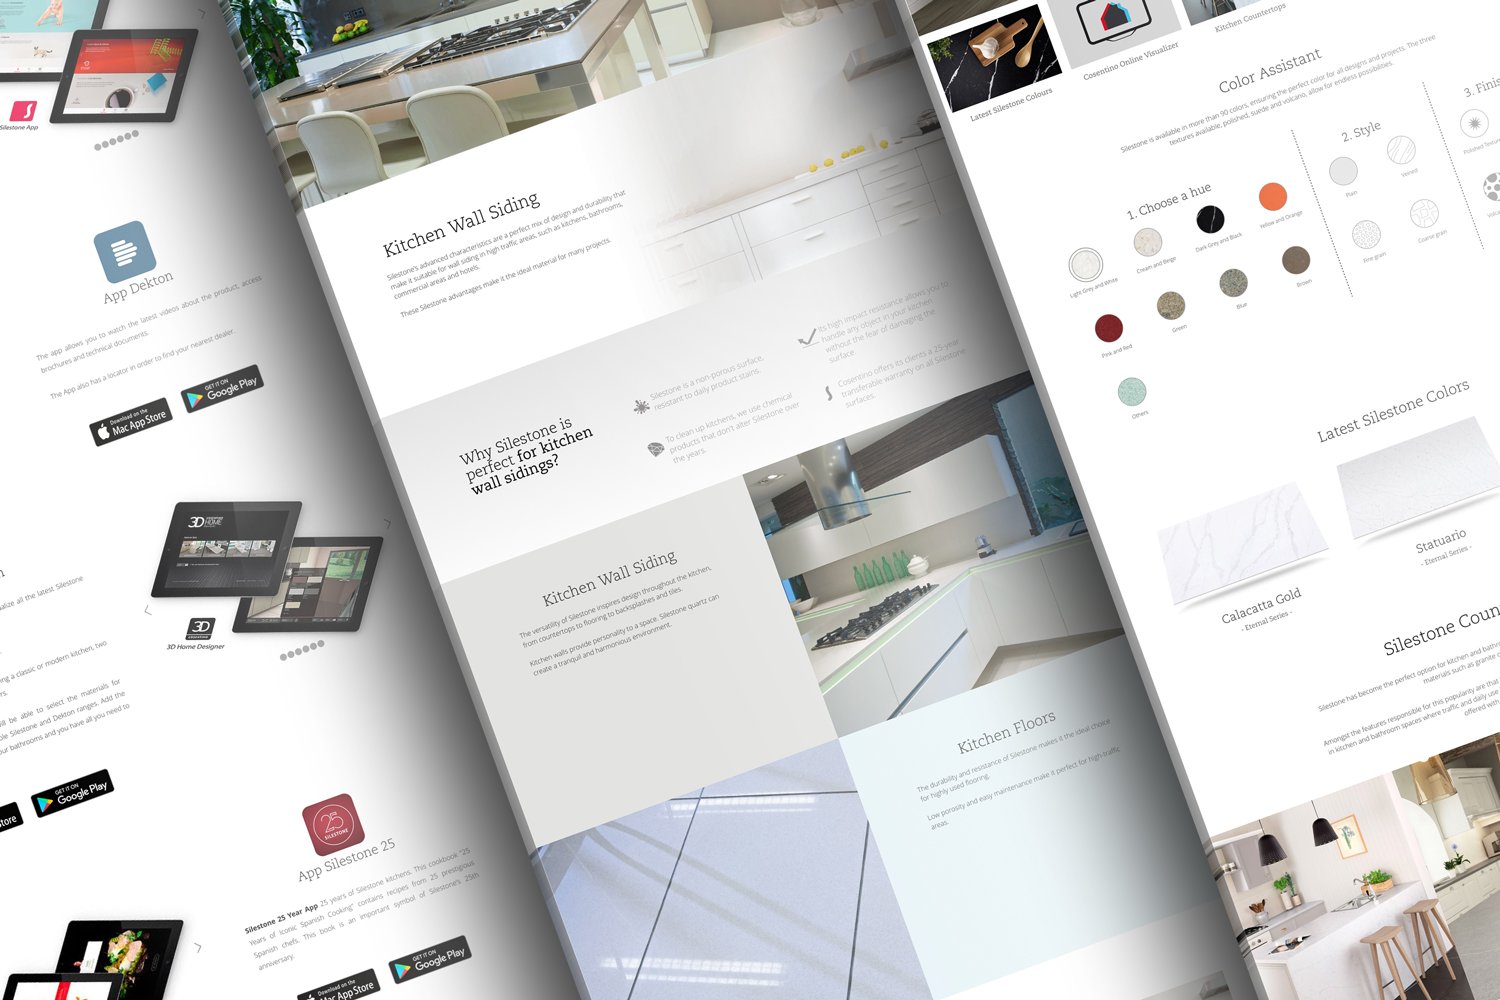 Silestone App
App Dekton
The app allows you to watch the latest videos about the product, access
brochures and technical documents.
The App also has a locator in order to find your nearest dealer.
Download on the
Mac App Store
GET IT ON
Google Play
3D
HOME
alize all the latest Silestone
3D Home Designer
ing a classic or modern kitchen, two
rs.
ll be able to select the materials for
ole Silestone and Dekton ranges. Add the
our bathrooms and you have all you need to
Store
GET IT ON
Google Play
25
SILESTONE
App Silestone 25
Silestone 25 Year App 25 years of Silestone kitchens. This cookbook "25
Years of Iconic Spanish Cooking" contains recipes from 25 prestigious
Spanish chefs. This book is an important symbol of Silestone's 25th
anniversary.
Download on the
Mac App Store
GET IT ON
Google Play
Kitchen Wall Siding
Silestone's advanced characteristics are a perfect mix of design and durability that
make it suitable for wall siding in high traffic areas, such as kitchens, bathrooms,
commercial areas and hotels.
These Silestone advantages make it the ideal material for many projects.
Why Silestone is
perfect for kitchen
wall sidings?
Silestone is a non-porous surface,
resistant to daily product stains.
To clean up kitchens, we use chemical
products that don't alter Silestone over
the years.
Its high impact resistance allows you to
handle any object in your kitchen
without the fear of damaging the
surface.
Cosentino offers its clients a 25-year
transferable warranty on all Silestone
surfaces.
Kitchen Wall Siding
The versatility of Silestone inspires design throughout the kitchen,
from countertops to flooring to backsplashes and tiles.
Kitchen walls provide personality to a space. Silestone quartz can
create a tranquil and harmonious environment.
Kitchen Floors
The durability and resistance of Silestone makes it the ideal choice
for highly used flooring.
Low porosity and easy maintenance make it perfect for high-traffic
areas.
Latest Silestone Colours
Cosentino Online Visualizer
Kitchen Countertops
Color Assistant
Silestone is available in more than 90 colors, ensuring the perfect color for all designs and projects. The three
textures available, polished, suede and volcano, allow for endless possibilities.
1. Choose a hue
Light Grey and White
Cream and Beige
Dark Grey and Black
Yellow and Orange
Pink and Red
Green
Blue
Brown
Others
2. Style
Plain
Veined
Fine grain
Coarse grain
3. Finis
Polished Textur
Volc
Latest Silestone Colors
Calacatta Gold
- Eternal Series -
Statuario
- Eternal Series -
Silestone Coun
Silestone has become the perfect option for kitchen and bathr
materials such as granite o
Amongst the features responsible for this popularity are that
in kitchen and bathroom spaces where traffic and daily use
offered with